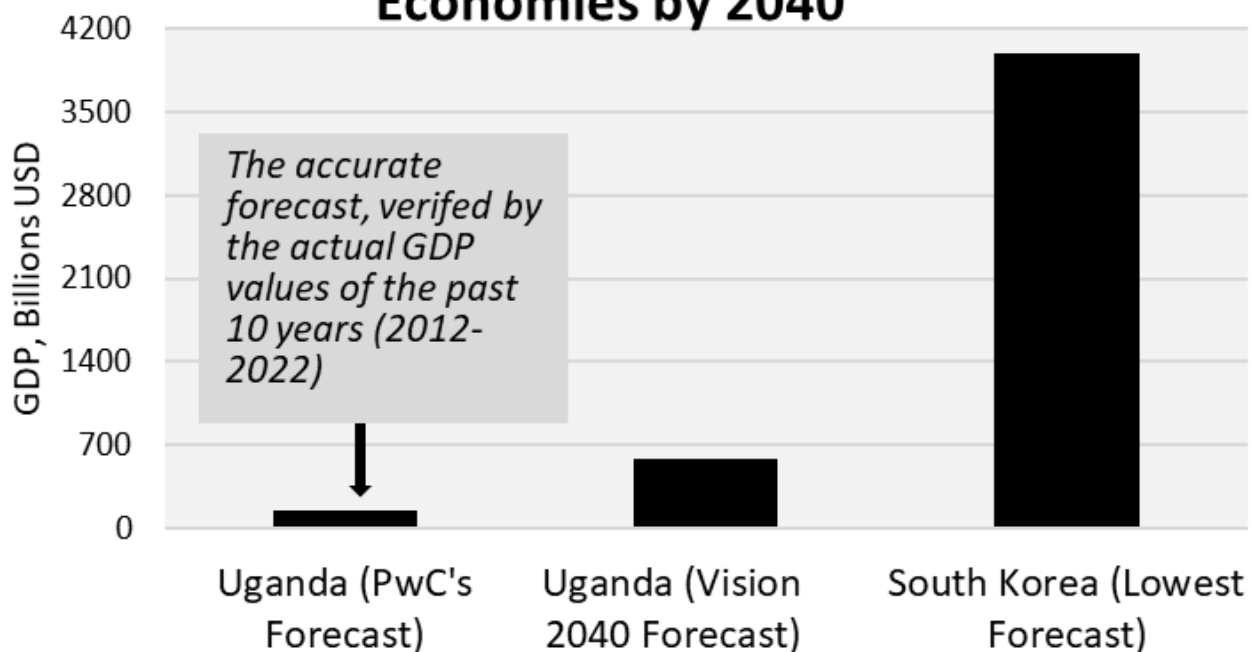 Economies by 2040
4200
3500
2800
2100
1400
700
0
GDP, Billions USD
The accurate
forecast, verifed by
the actual GDP
values of the past
10 years (2012-
2022)
Uganda (PwC's
Forecast)
Uganda (Vision
2040 Forecast)
South Korea (Lowest
Forecast)